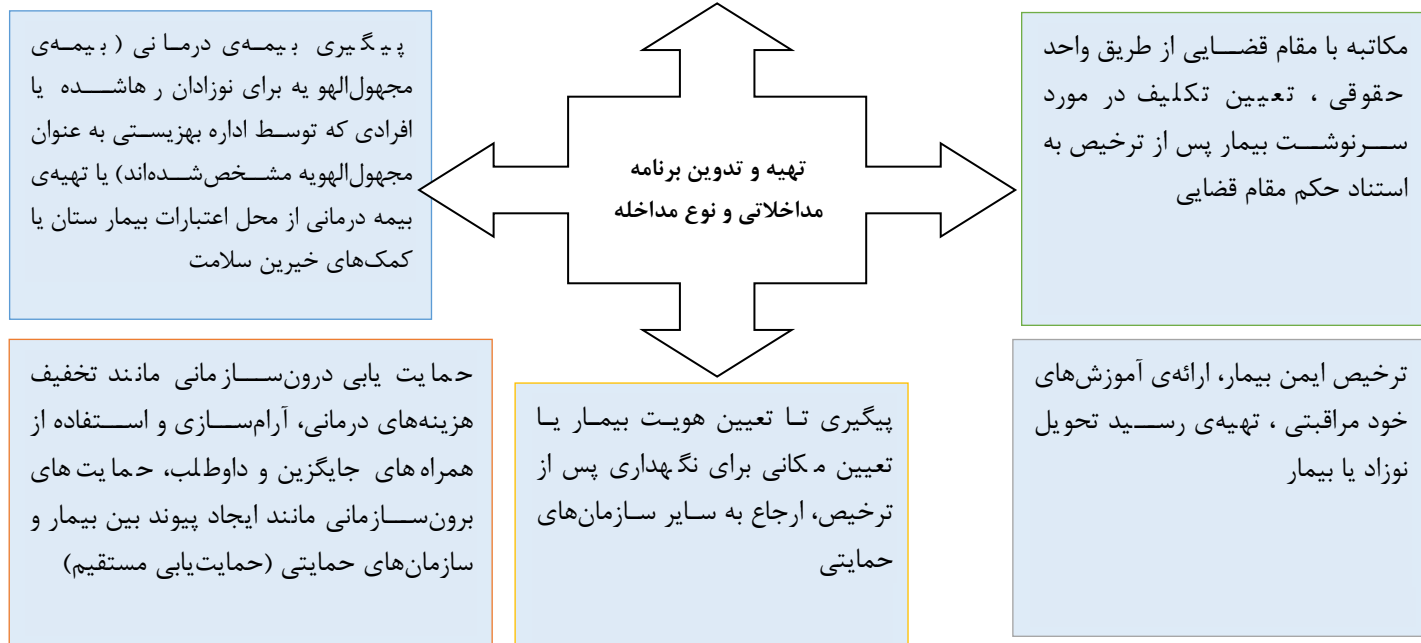 مکاتبه با مقام قضایی از طریق واحد
حقوقی ، تعیین تکلیف در مورد
سرنوشت بیمار پس از ترخیص به
استناد حکم مقام قضایی
تهیه و تدوین برنامه
مداخلاتی و نوع مداخله
پیگیری بیمه‌ی درمانی (بیمه‌ی
مجهول‌الهویه برای نوزادان رهاشده یا
افرادی که توسط اداره بهزیستی به عنوان
مجهول‌الهویه مشخص‌شده‌اند) یا تهیه‌ی
بیمه درمانی از محل اعتبارات بیمارستان یا
کمک‌های خیرین سلامت
ترخیص ایمن بیمار، ارائه‌ی آموزش‌های
خود مراقبتی ، تهیه‌ی رسید تحویل
نوزاد یا بیمار
پیگیری تا تعیین هویت بیمار یا
تعیین مکانی برای نگهداری پس از
ترخیص، ارجاع به سایر سازمان‌های
حمایتی
حمایت یابی درون‌سازمانی مانند تخفیف
هزینه‌های درمانی، آرام‌سازی و استفاده از
همراه های جایگزین و داوطلب، حمایت های
برون‌سازمانی مانند ایجاد پیوند بین بیمار و
سازمان‌های حمایتی (حمایت‌یابی مستقیم)